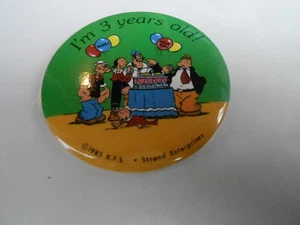 I'm 3 years old!
©1985 K.F.S. • Strand Enterprises